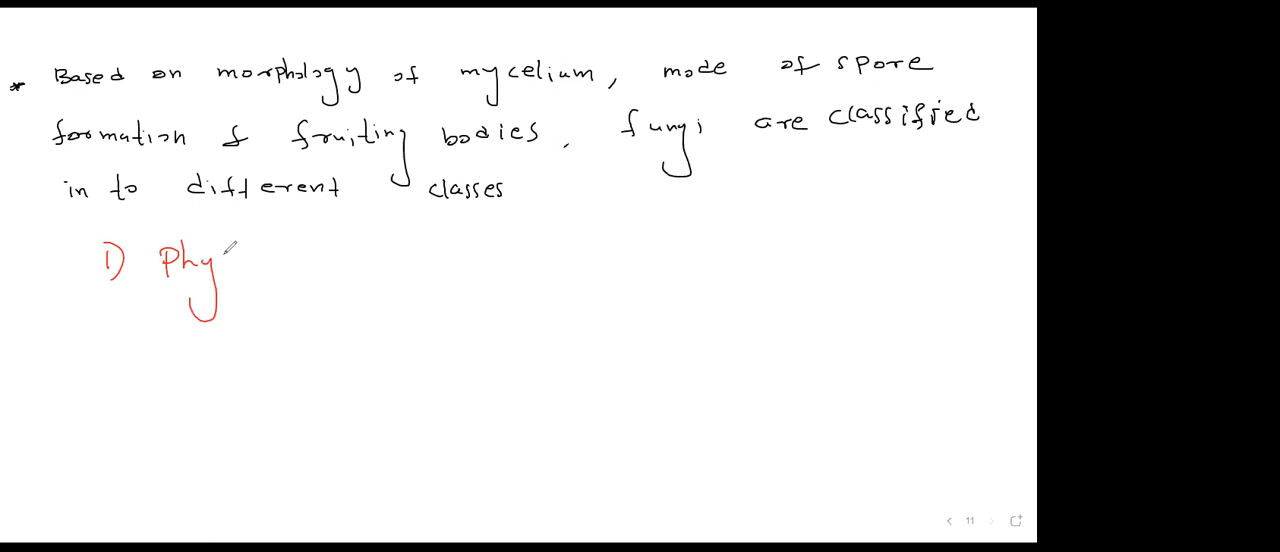 * Based on morphology of mycelium, mode of spore
formation & fruiting bodies, fungi are classified
in to different classes
1) Phy
11